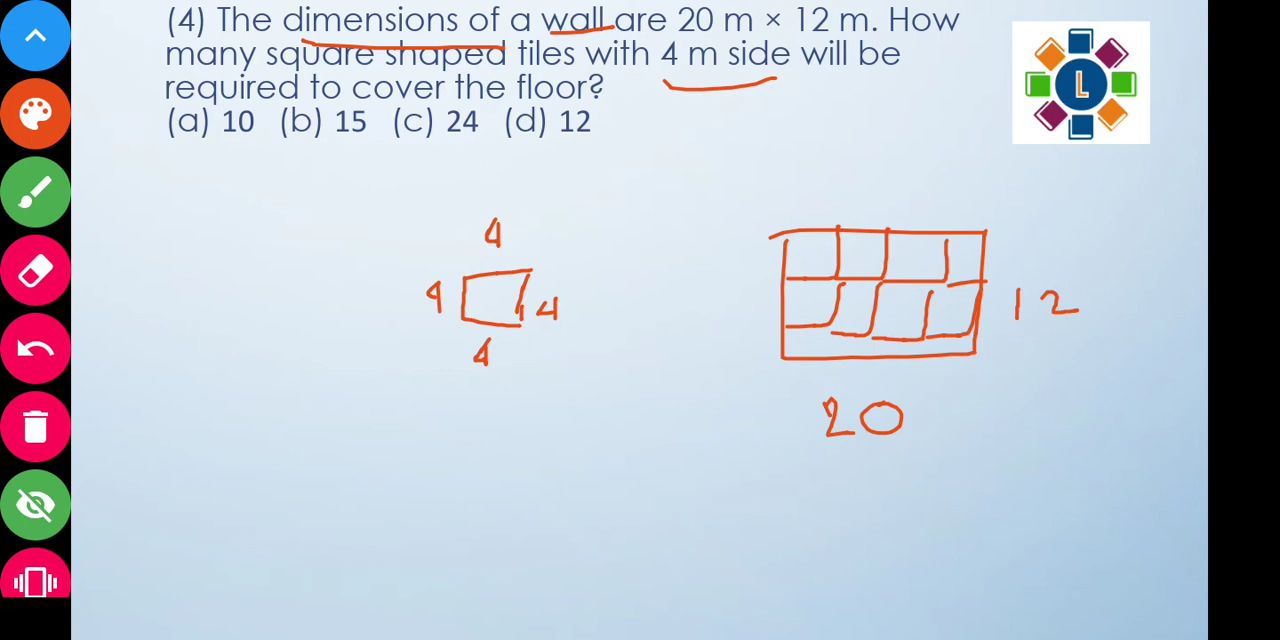 (4) The dimensions of a wall are 20 m × 12 m. How
many square shaped tiles with 4 m side will be
required to cover the floor?
(a) 10 (b) 15 (c) 24 (d) 12
L
4
4
4
4
12
20